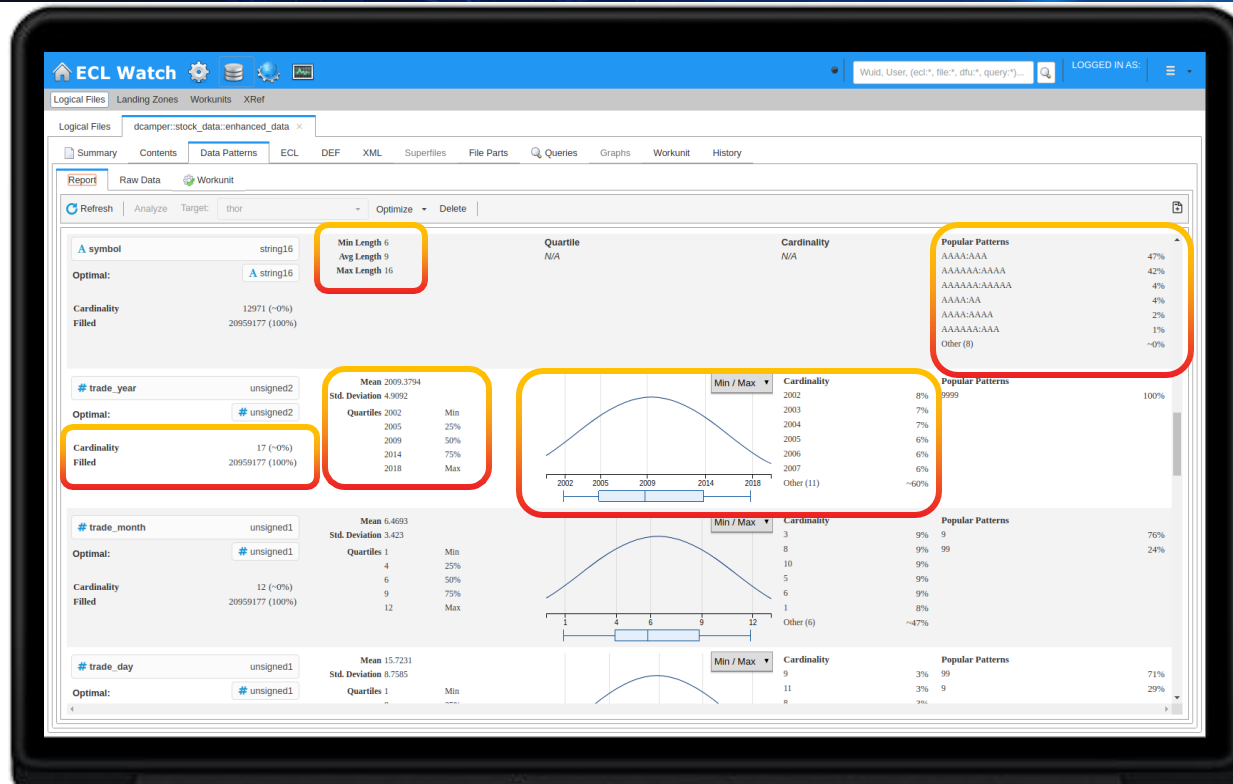 ECL Watch
Wuid, User, (ecl:*, file:*, dfu:*, query:*)...
LOGGED IN AS:
Logical Files Landing Zones Workunits XRef
Logical Files dcamper::stock_data::enhanced_data ×
Summary Contents Data Patterns ECL DEF XML Superfiles File Parts Queries Graphs Workunit History
Report Raw Data Workunit
Refresh Analyze Target: thor Optimize Delete
A symbol string16 Min Length 6 Quartile Cardinality Popular Patterns
Avg Length 9 N/A N/A AAAA:AAA 47%
Optimal: A string16 Max Length 16 AAAAAA:AAAA 42%
AAAAAA:AAAAA 4%
AAAA:AA 4%
Cardinality 12971 (~0%) AAAA:AAAA 2%
Filled 20959177 (100%) AAAAAA:AAA 1%
Other (8) ~0%
# trade_year unsigned2 Mean 2009.3794 Min / Max Cardinality Popular Patterns
Std. Deviation 4.9092 2002 8% 9999 100%
Optimal: # unsigned2 Quartiles 2002 Min 2003 7%
2005 25% 2004 7%
Cardinality 17 (~0%) 2009 50% 2005 6%
Filled 20959177 (100%) 2014 75% 2006 6%
2018 Max 2007 6%
2002 2005 2009 2014 2018 Other (11) ~60%
# trade_month unsigned1 Mean 6.4693 Min / Max Cardinality Popular Patterns
Std. Deviation 3.423 3 9% 9 76%
Optimal: # unsigned1 Quartiles 1 Min 8 9% 99 24%
4 25% 10 9%
Cardinality 12 (~0%) 6 50% 5 9%
Filled 20959177 (100%) 9 75% 6 9%
12 Max 1 8%
1 4 6 9 12 Other (6) ~47%
# trade_day unsigned1 Mean 15.7231 Min / Max Cardinality Popular Patterns
Std. Deviation 8.7585 9 3% 99 71%
Optimal: # unsigned1 Quartiles 1 Min 11 3% 9 29%
8 25% 8 3%